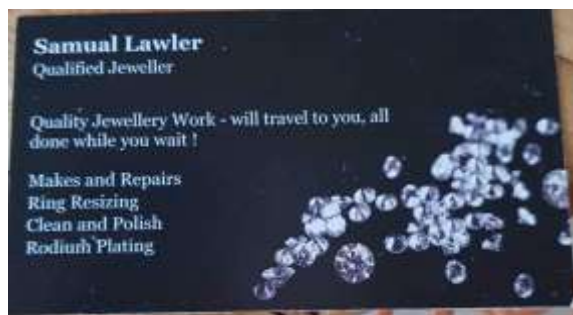 Samual Lawler
Qualified Jeweller
Quality Jewellery Work - will travel to you, all
done while you wait !
Makes and Repairs
Ring Resizing
Clean and Polish
Rodium Plating